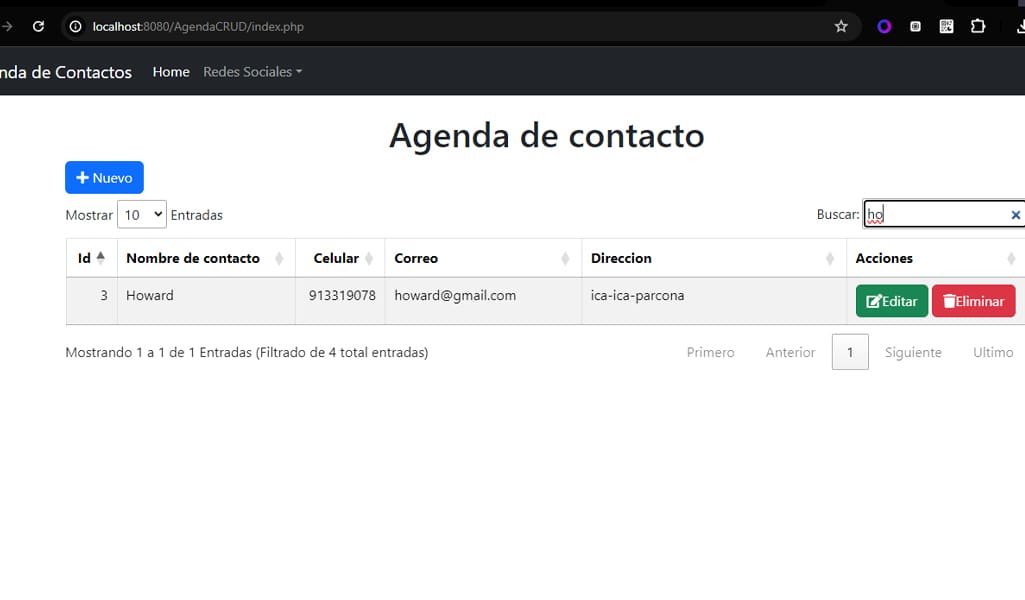 localhost:8080/AgendaCRUD/index.php
nda de Contactos Home Redes Sociales
Agenda de contacto
Nuevo
Mostrar 10 Entradas Buscar: ho
Id Nombre de contacto Celular Correo Direccion Acciones
3 Howard 913319078 howard@gmail.com ica-ica-parcona Editar Eliminar
Mostrando 1 a 1 de 1 Entradas (Filtrado de 4 total entradas) Primero Anterior 1 Siguiente Ultimo